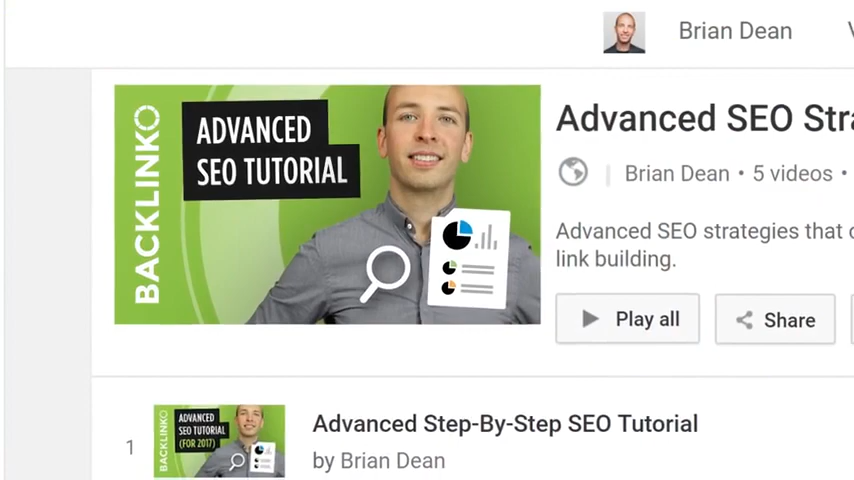 Brian Dean
BACKLINKO
ADVANCED
SEO TUTORIAL
Advanced SEO
Brian Dean • 5 videos •
Advanced SEO strategies that
link building.
Play all
Share
1
BACKLINKO
ADVANCED
SEO TUTORIAL
(FOR 2017)
Advanced Step-By-Step SEO Tutorial
by Brian Dean